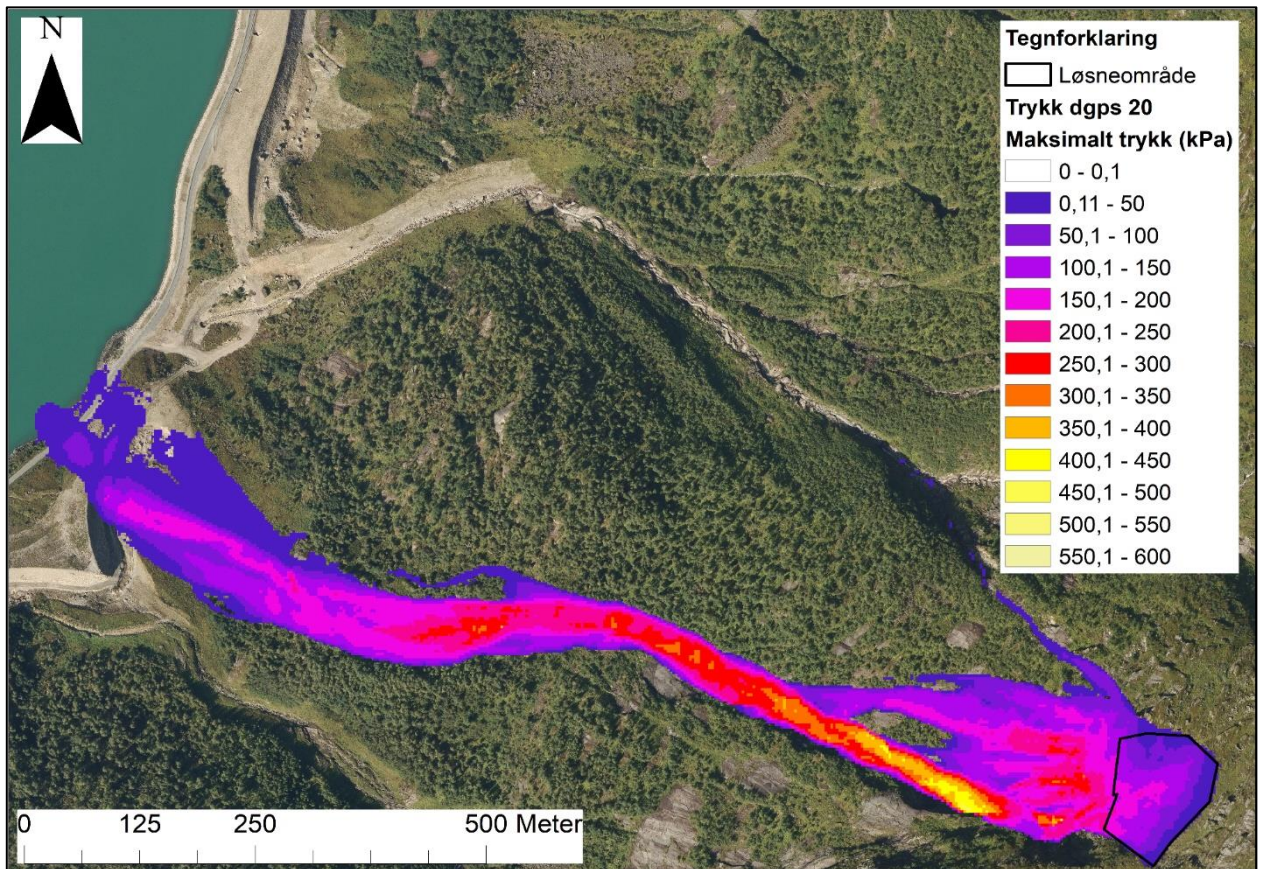 N
Tegnforklaring
Løsneområde
Trykk dgps 20
Maksimalt trykk (kPa)
0 - 0,1
0,11 - 50
50,1 - 100
100,1 - 150
150,1 - 200
200,1 - 250
250,1 - 300
300,1 - 350
350,1 - 400
400,1 - 450
450,1 - 500
500,1 - 550
550,1 - 600
0 125 250 500 Meter